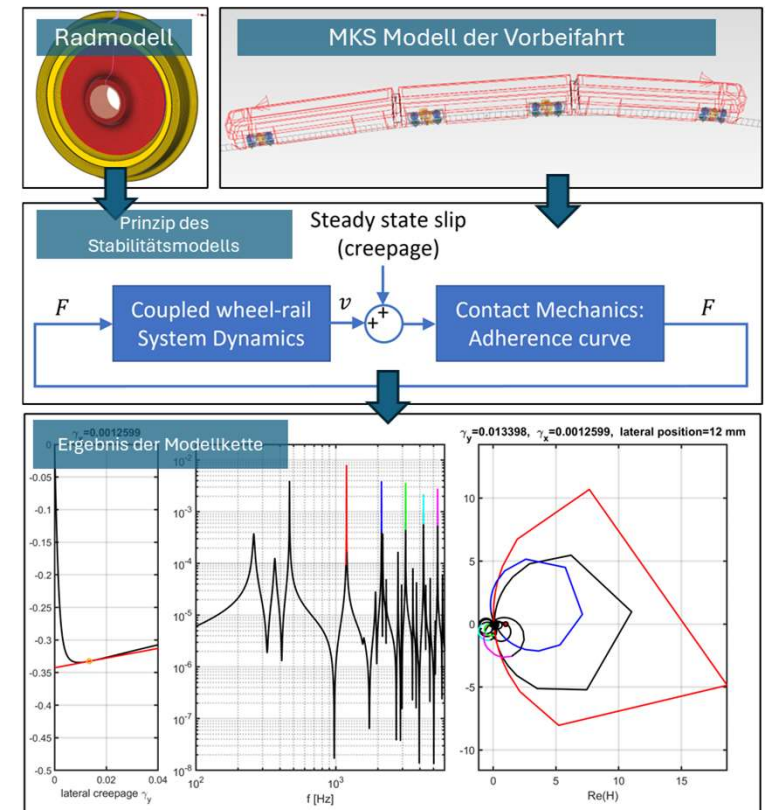 Radmodell
MKS Modell der Vorbeifahrt
Prinzip des
Stabilitätsmodells
Steady state slip
(creepage)
F
Coupled wheel-rail
System Dynamics
v
+
+
Contact Mechanics:
Adherence curve
F
Ergebnis der Modellkette
=0.0012599
-0.05
-0.1
-0.15
-0.2
-0.25
-0.3
-0.35
-0.4
-0.45
-0.5
0
0.02
0.04
lateral creepage γy
10-2
10-3
10-4
10-5
10-6
10-7
10-8
102
103
f [Hz]
γy=0.013398, γx=0.0012599, lateral position=12 mm
10
5
0
-5
-10
0
5
10
15
Re(H)